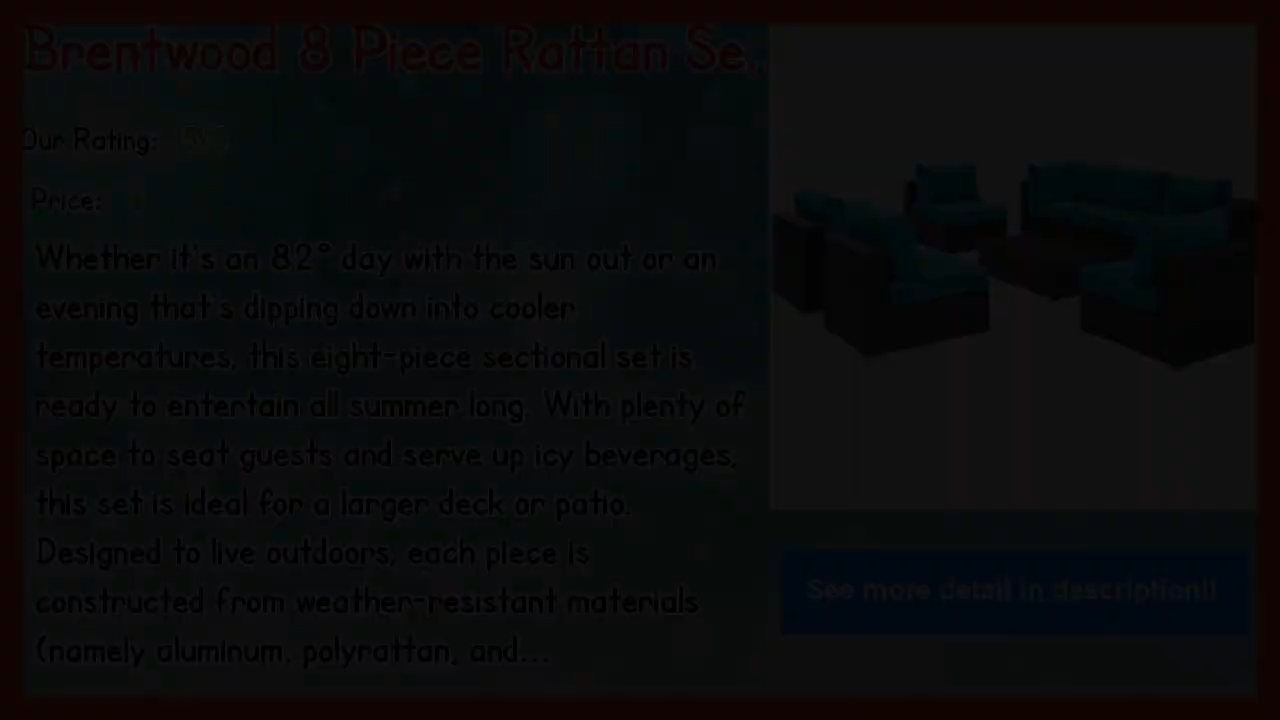 Brentwood 8 Piece Rattan Se..
Our Rating:
Price:
Whether it's an 82° day with the sun out or an
evening that's dipping down into cooler
temperatures, this eight-piece sectional set is
ready to entertain all summer long. With plenty of
space to seat guests and serve up icy beverages,
this set is ideal for a larger deck or patio.
Designed to live outdoors, each piece is
constructed from weather-resistant materials
(namely aluminum, polyrattan, and...
See more detail in description!!